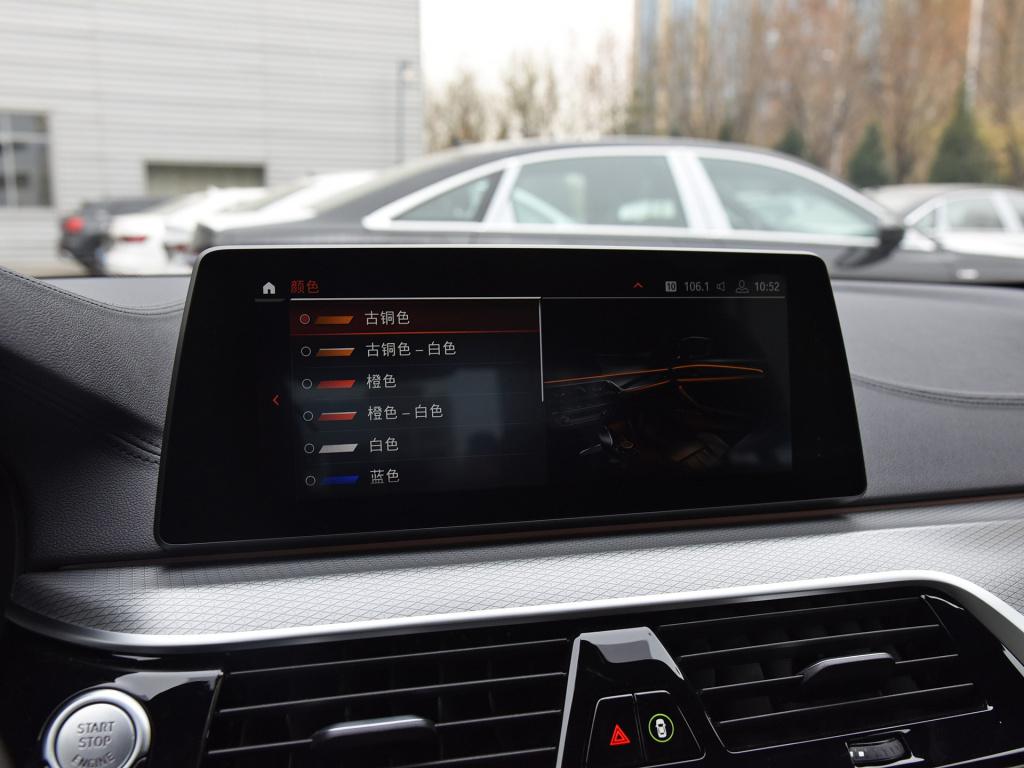 颜色
10 106.1 10:52
古铜色
古铜色 – 白色
橙色
橙色 – 白色
白色
蓝色
START
STOP
ENGINE